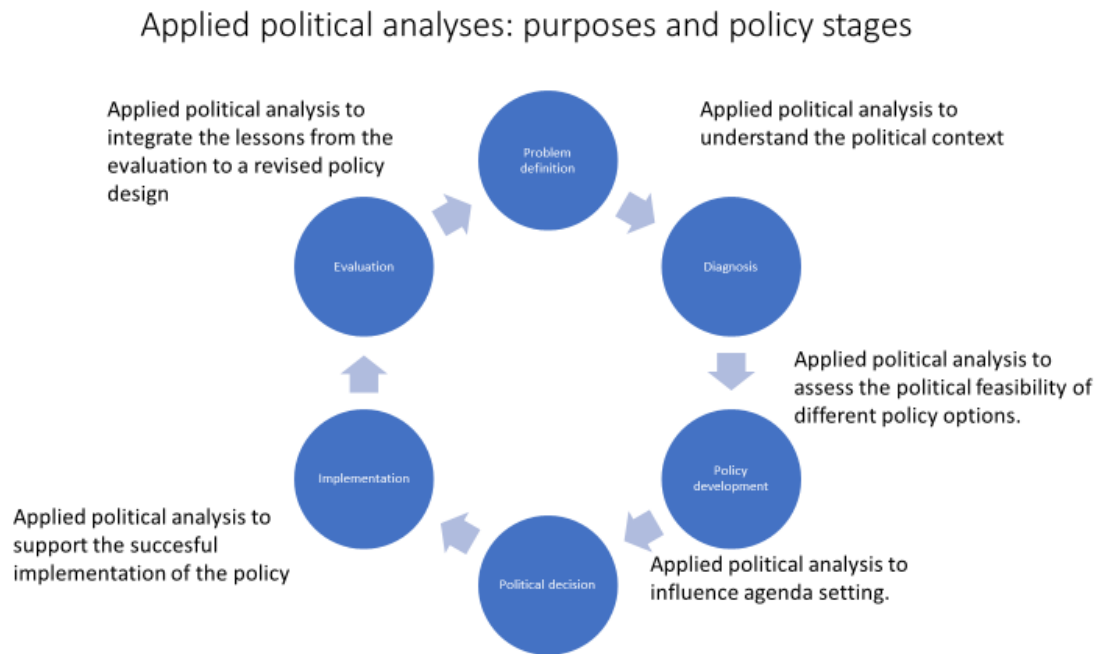 Applied political analyses: purposes and policy stages
Applied political analysis to
integrate the lessons from the
evaluation to a revised policy
design
Problem
definition
Applied political analysis to
understand the political context
Evaluation
Diagnosis
Applied political analysis to
assess the political feasibility of
different policy options.
Implementation
Policy
development
Applied political analysis to
support the succesful
implementation of the policy
Political decision
Applied political analysis to
influence agenda setting.